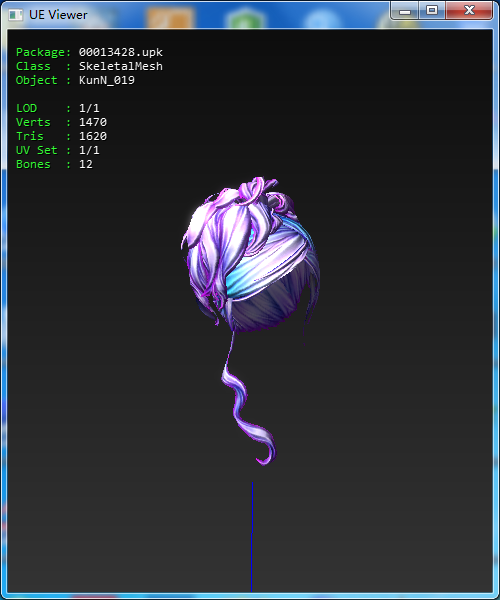 UE Viewer
Package: 00013428.upk
Class : SkeletalMesh
Object : KunN_019
LOD : 1/1
Verts : 1470
Tris : 1620
UV Set : 1/1
Bones : 12